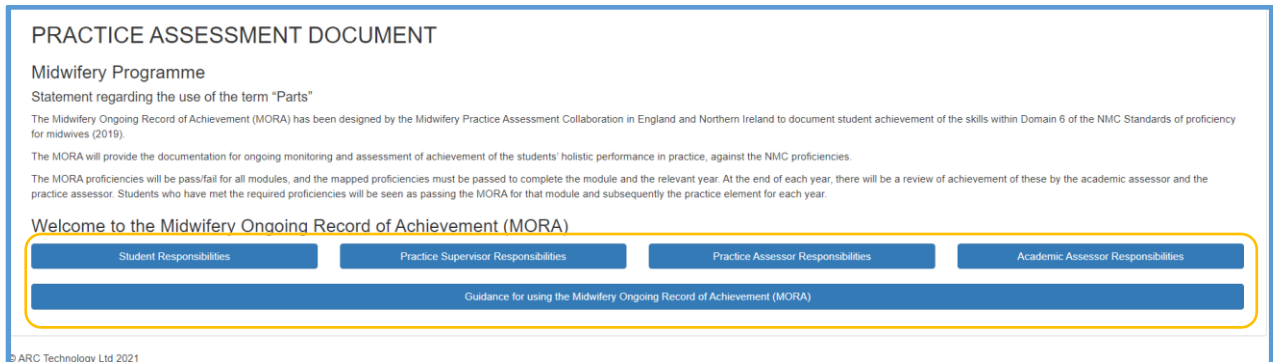 PRACTICE ASSESSMENT DOCUMENT
Midwifery Programme
Statement regarding the use of the term “Parts”
The Midwifery Ongoing Record of Achievement (MORA) has been designed by the Midwifery Practice Assessment Collaboration in England and Northern Ireland to document student achievement of the skills within Domain 6 of the NMC Standards of proficiency
for midwives (2019).
The MORA will provide the documentation for ongoing monitoring and assessment of achievement of the students' holistic performance in practice, against the NMC proficiencies.
The MORA proficiencies will be pass/fail for all modules, and the mapped proficiencies must be passed to complete the module and the relevant year. At the end of each year, there will be a review of achievement of these by the academic assessor and the
practice assessor. Students who have met the required proficiencies will be seen as passing the MORA for that module and subsequently the practice element for each year.
Welcome to the Midwifery Ongoing Record of Achievement (MORA)
Student Responsibilities
Practice Supervisor Responsibilities
Practice Assessor Responsibilities
Academic Assessor Responsibilities
Guidance for using the Midwifery Ongoing Record of Achievement (MORA)
© ARC Technology Ltd 2021